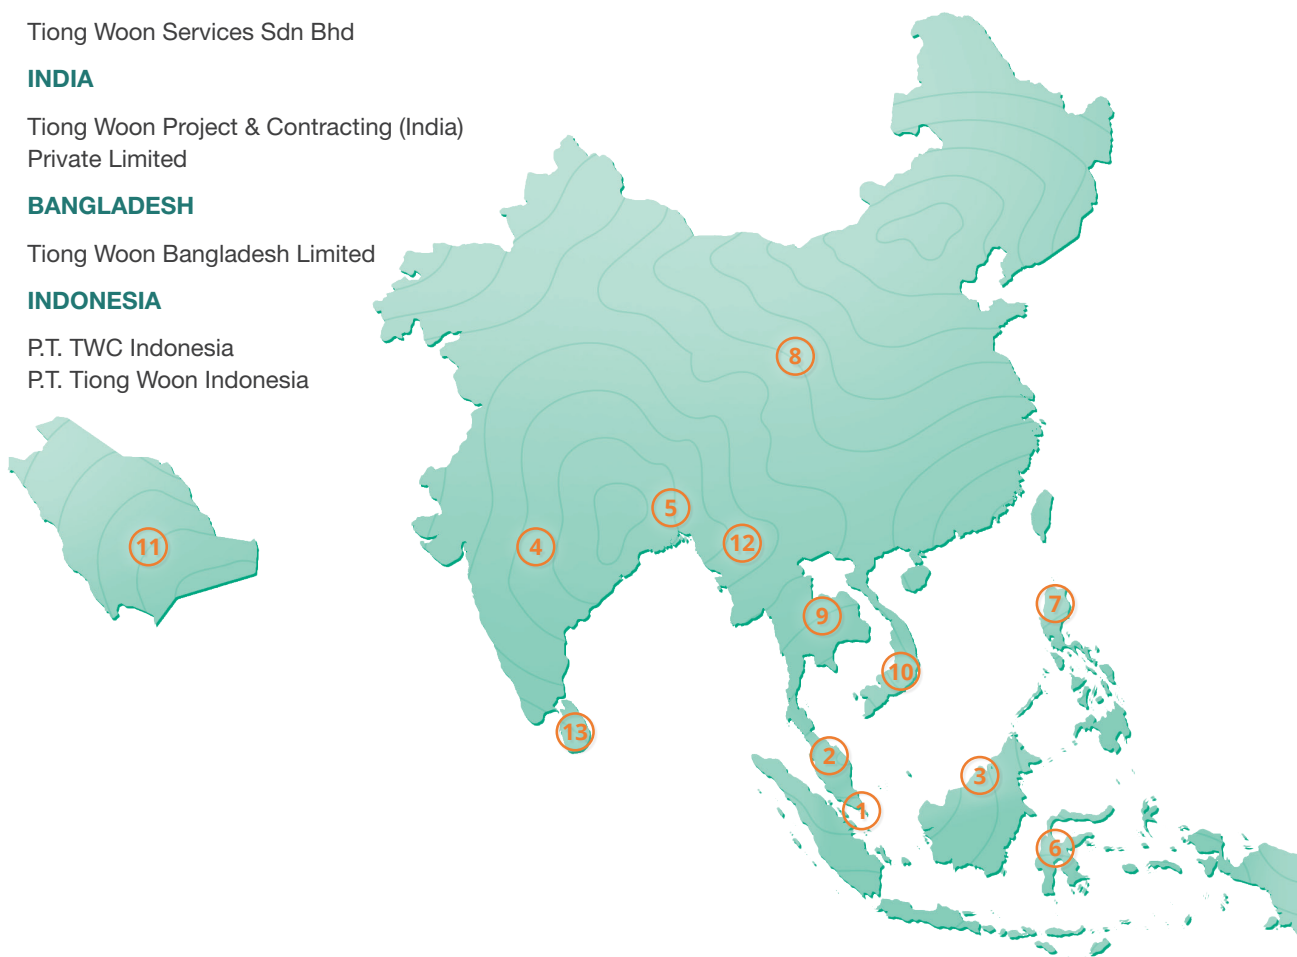 Tiong Woon Services Sdn Bhd
INDIA
Tiong Woon Project & Contracting (India)
Private Limited
BANGLADESH
Tiong Woon Bangladesh Limited
INDONESIA
P.T. TWC Indonesia
P.T. Tiong Woon Indonesia
8
5
11
4
12
7
9
10
13
2
3
1
6